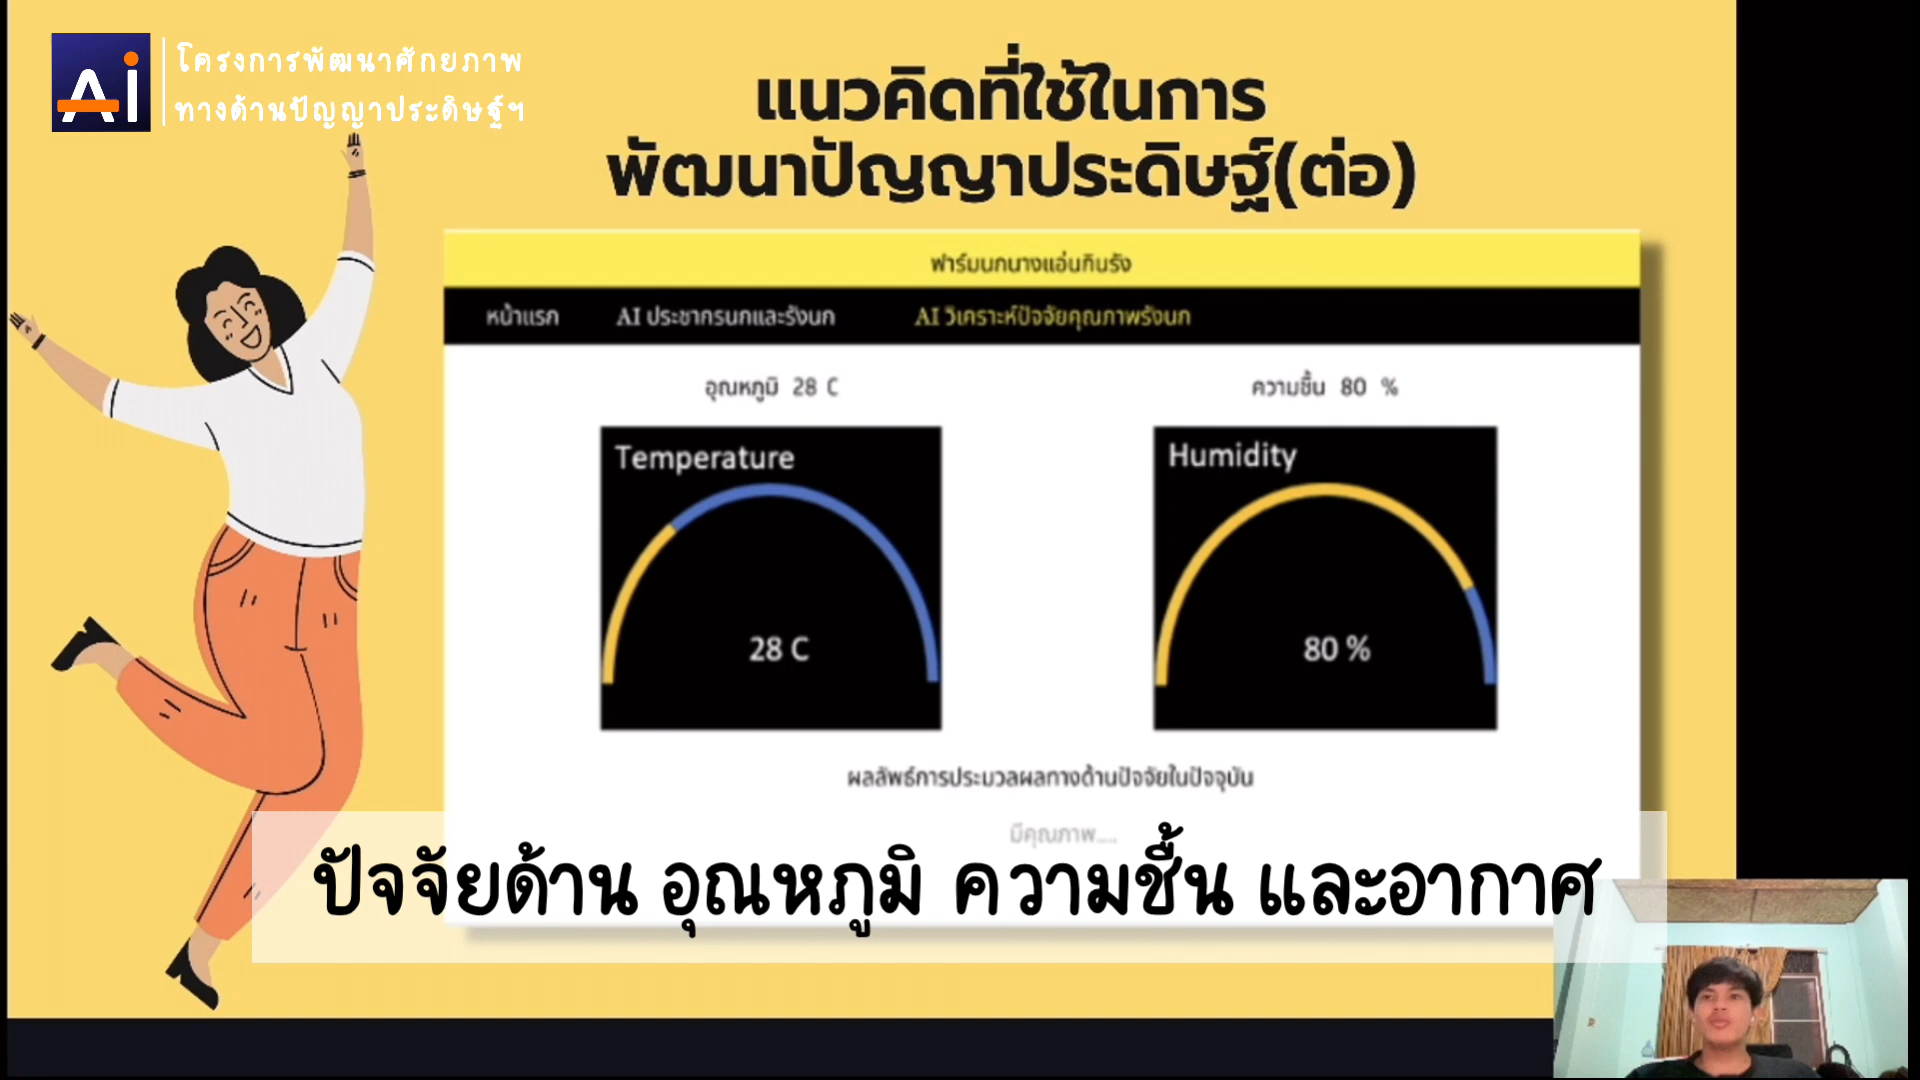 โครงการพัฒนาศักยภาพ
ทางด้านปัญญาประดิษฐ์ฯ
แนวคิดที่ใช้ในการ
พัฒนาปัญญาประดิษฐ์(ต่อ)
ฟาร์มนกนางแอ่นกินรัง
หน้าแรก AI ประชากรนกและรังนก AI วิเคราะห์ปัจจัยคุณภาพรังนก
อุณหภูมิ 28 C ความชื้น 80 %
Temperature Humidity
28 C 80 %
ผลลัพธ์การประมวลผลทางด้านปัจจัยในปัจจุบัน
มีคุณภาพ.....
ปัจจัยด้าน อุณหภูมิ ความชื้น และอากาศ